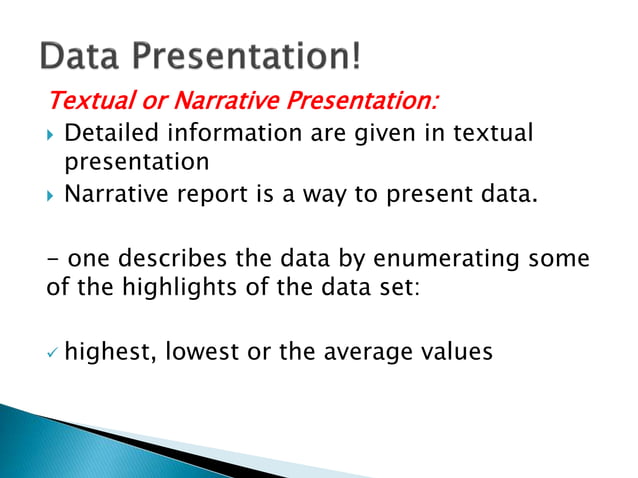 Data Presentation!
Textual or Narrative Presentation:
Detailed information are given in textual
presentation
Narrative report is a way to present data.
- one describes the data by enumerating some
of the highlights of the data set:
✓ highest, lowest or the average values